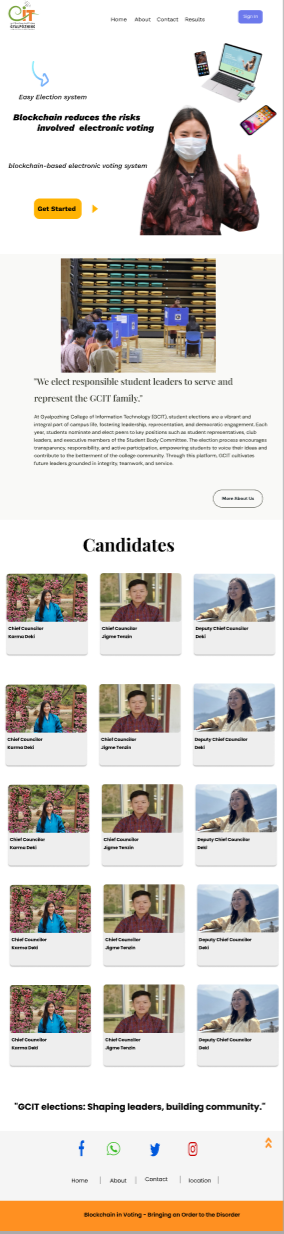 GCIT
GYALPOZHING
Home About Contact Results
Sign In
Easy Election system
Blockchain reduces the risks
involved electronic voting
blockchain-based electronic voting system
Get Started
"We elect responsible student leaders to serve and
represent the GCIT family."
At Gyalpozhing College of Information Technology (GCIT), student elections are a vibrant and
integral part of campus life, fostering leadership, representation, and democratic engagement. Each
year, students nominate and elect peers to key positions such as student representatives, club
leaders, and executive members of the Student Body Committee. The election process encourages
transparency, responsibility, and active participation, empowering students to voice their ideas and
contribute to the betterment of the college community. Through this platform, GCIT cultivates
future leaders grounded in integrity, teamwork, and service.
More About Us
Candidates
Chief Councilor Chief Councilor Deputy Chief Councilor
Karma Deki Jigme Tenzin Deki
Chief Councilor Chief Councilor Deputy Chief Councilor
Karma Deki Jigme Tenzin Deki
Chief Councilor Chief Councilor Deputy Chief Councilor
Karma Deki Jigme Tenzin Deki
Chief Councilor Chief Councilor Deputy Chief Councilor
Karma Deki Jigme Tenzin Deki
Chief Councilor Chief Councilor Deputy Chief Councilor
Karma Deki Jigme Tenzin Deki
"GCIT elections: Shaping leaders, building community."
Home | About | Contact | location |
Blockchain in Voting - Bringing an Order to the Disorder